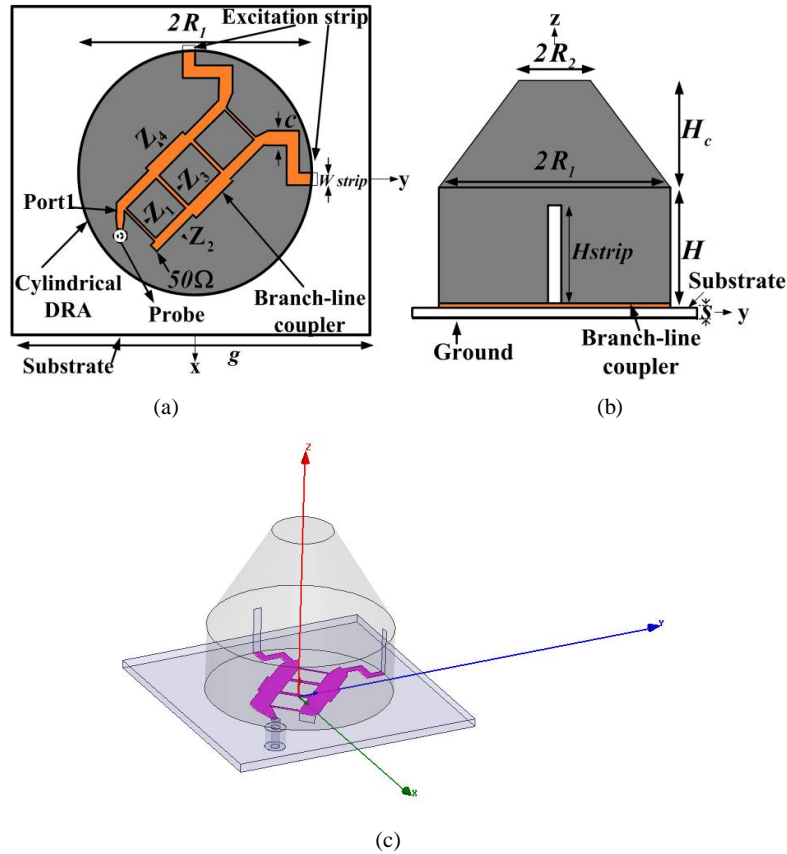 2R1
Excitation strip
Z4
c
Z3
W strip
y
Port1
Z1
Z2
50Ω
Cylindrical
DRA
Branch-line
coupler
Probe
Substrate
x
g
(a)
z
2R2
Hc
2R1
Hstrip
H
Substrate
S
y
Ground
Branch-line
coupler
(b)
z
y
x
(c)